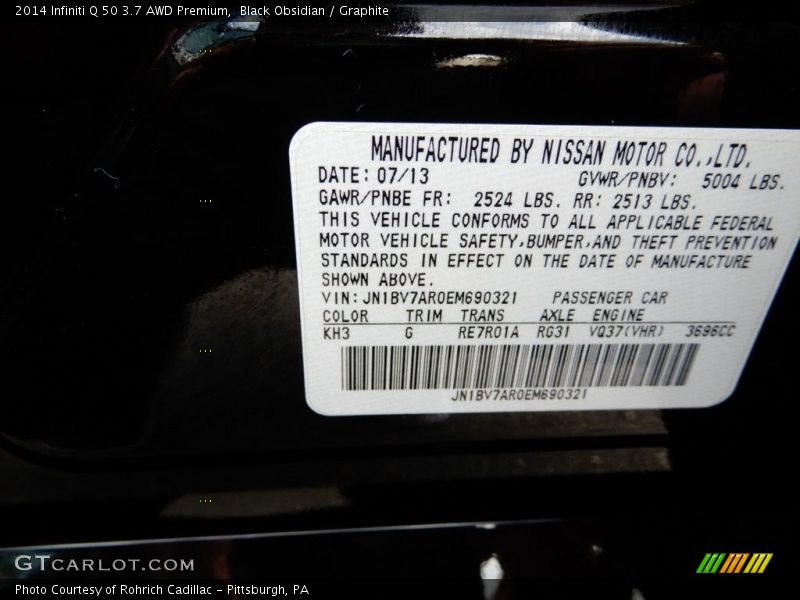 2014 Infiniti Q 50 3.7 AWD Premium, Black Obsidian / Graphite
MANUFACTURED BY NISSAN MOTOR CO.,LTD.
DATE: 07/13 GVWR/PNBV: 5004 LBS.
GAWR/PNBE FR: 2524 LBS. RR: 2513 LBS.
THIS VEHICLE CONFORMS TO ALL APPLICABLE FEDERAL
MOTOR VEHICLE SAFETY,BUMPER,AND THEFT PREVENTION
STANDARDS IN EFFECT ON THE DATE OF MANUFACTURE
SHOWN ABOVE.
VIN: JN1BV7AR0EM690321 PASSENGER CAR
COLOR TRIM TRANS AXLE ENGINE
KH3 G RE7R01A RG31 VQ37(VHR) 3696CC
JN1BV7AR0EM690321
GTCARLOT.COM
Photo Courtesy of Rohrich Cadillac - Pittsburgh, PA